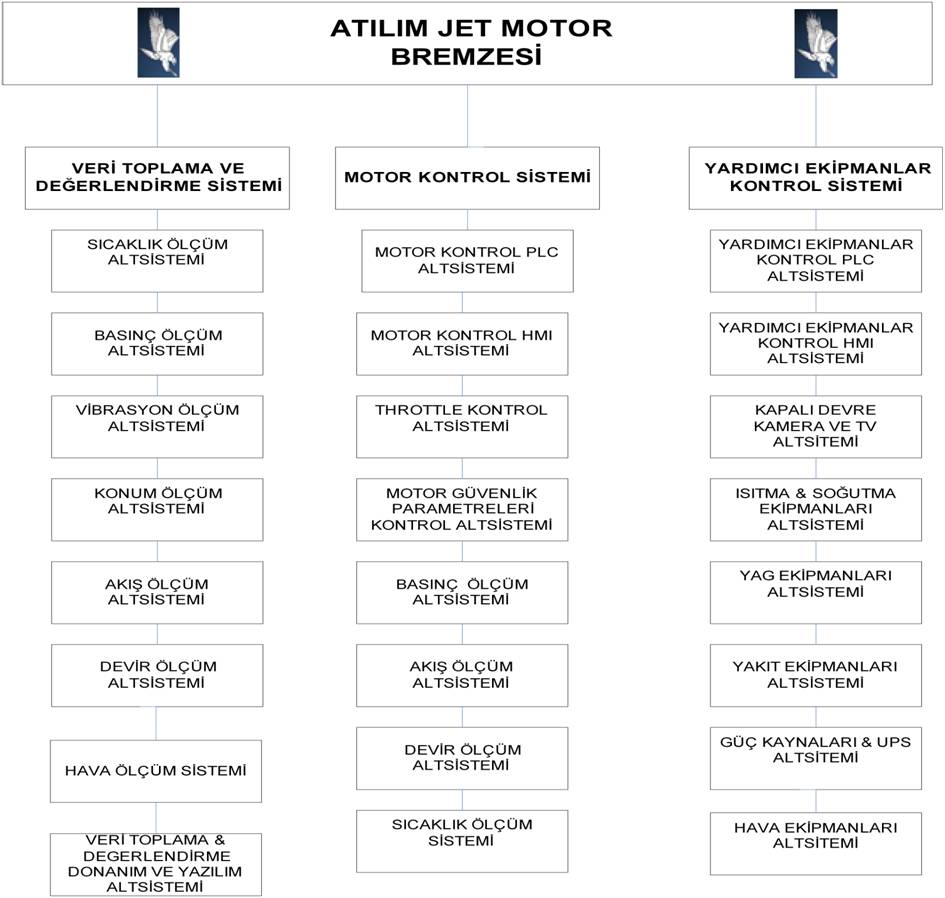 ATILIM JET MOTOR
BREMZESİ
VERİ TOPLAMA VE
DEĞERLENDİRME SİSTEMİ
SICAKLIK ÖLÇÜM
ALTSİSTEMİ
BASINÇ ÖLÇÜM
ALTSİSTEMİ
VİBRASYON ÖLÇÜM
ALTSİSTEMİ
KONUM ÖLÇÜM
ALTSİSTEMİ
AKIŞ ÖLÇÜM
ALTSİSTEMİ
DEVİR ÖLÇÜM
ALTSİSTEMİ
HAVA ÖLÇÜM SİSTEMİ
VERİ TOPLAMA &
DEGERLENDİRME
DONANIM VE YAZILIM
ALTSİSTEMİ
MOTOR KONTROL SİSTEMİ
MOTOR KONTROL PLC
ALTSİSTEMİ
MOTOR KONTROL HMI
ALTSİSTEMİ
THROTTLE KONTROL
ALTSİSTEMİ
MOTOR GÜVENLİK
PARAMETRELERİ
KONTROL ALTSİSTEMİ
BASINÇ  ÖLÇÜM
ALTSİSTEMİ
AKIŞ ÖLÇÜM
ALTSİSTEMİ
DEVİR ÖLÇÜM
ALTSİSTEMİ
SICAKLIK ÖLÇÜM
SİSTEMİ
YARDIMCI EKİPMANLAR
KONTROL SİSTEMİ
YARDIMCI EKİPMANLAR
KONTROL PLC
ALTSİSTEMİ
YARDIMCI EKİPMANLAR
KONTROL HMI
ALTSİSTEMİ
KAPALI DEVRE
KAMERA VE TV
ALTSİTEMİ
ISITMA & SOĞUTMA
EKİPMANLARI
ALTSİSTEMİ
YAG EKİPMANLARI
ALTSİSTEMİ
YAKIT EKİPMANLARI
ALTSİSTEMİ
GÜÇ KAYNALARI & UPS
ALTSİTEMİ
HAVA EKİPMANLARI
ALTSİTEMİ